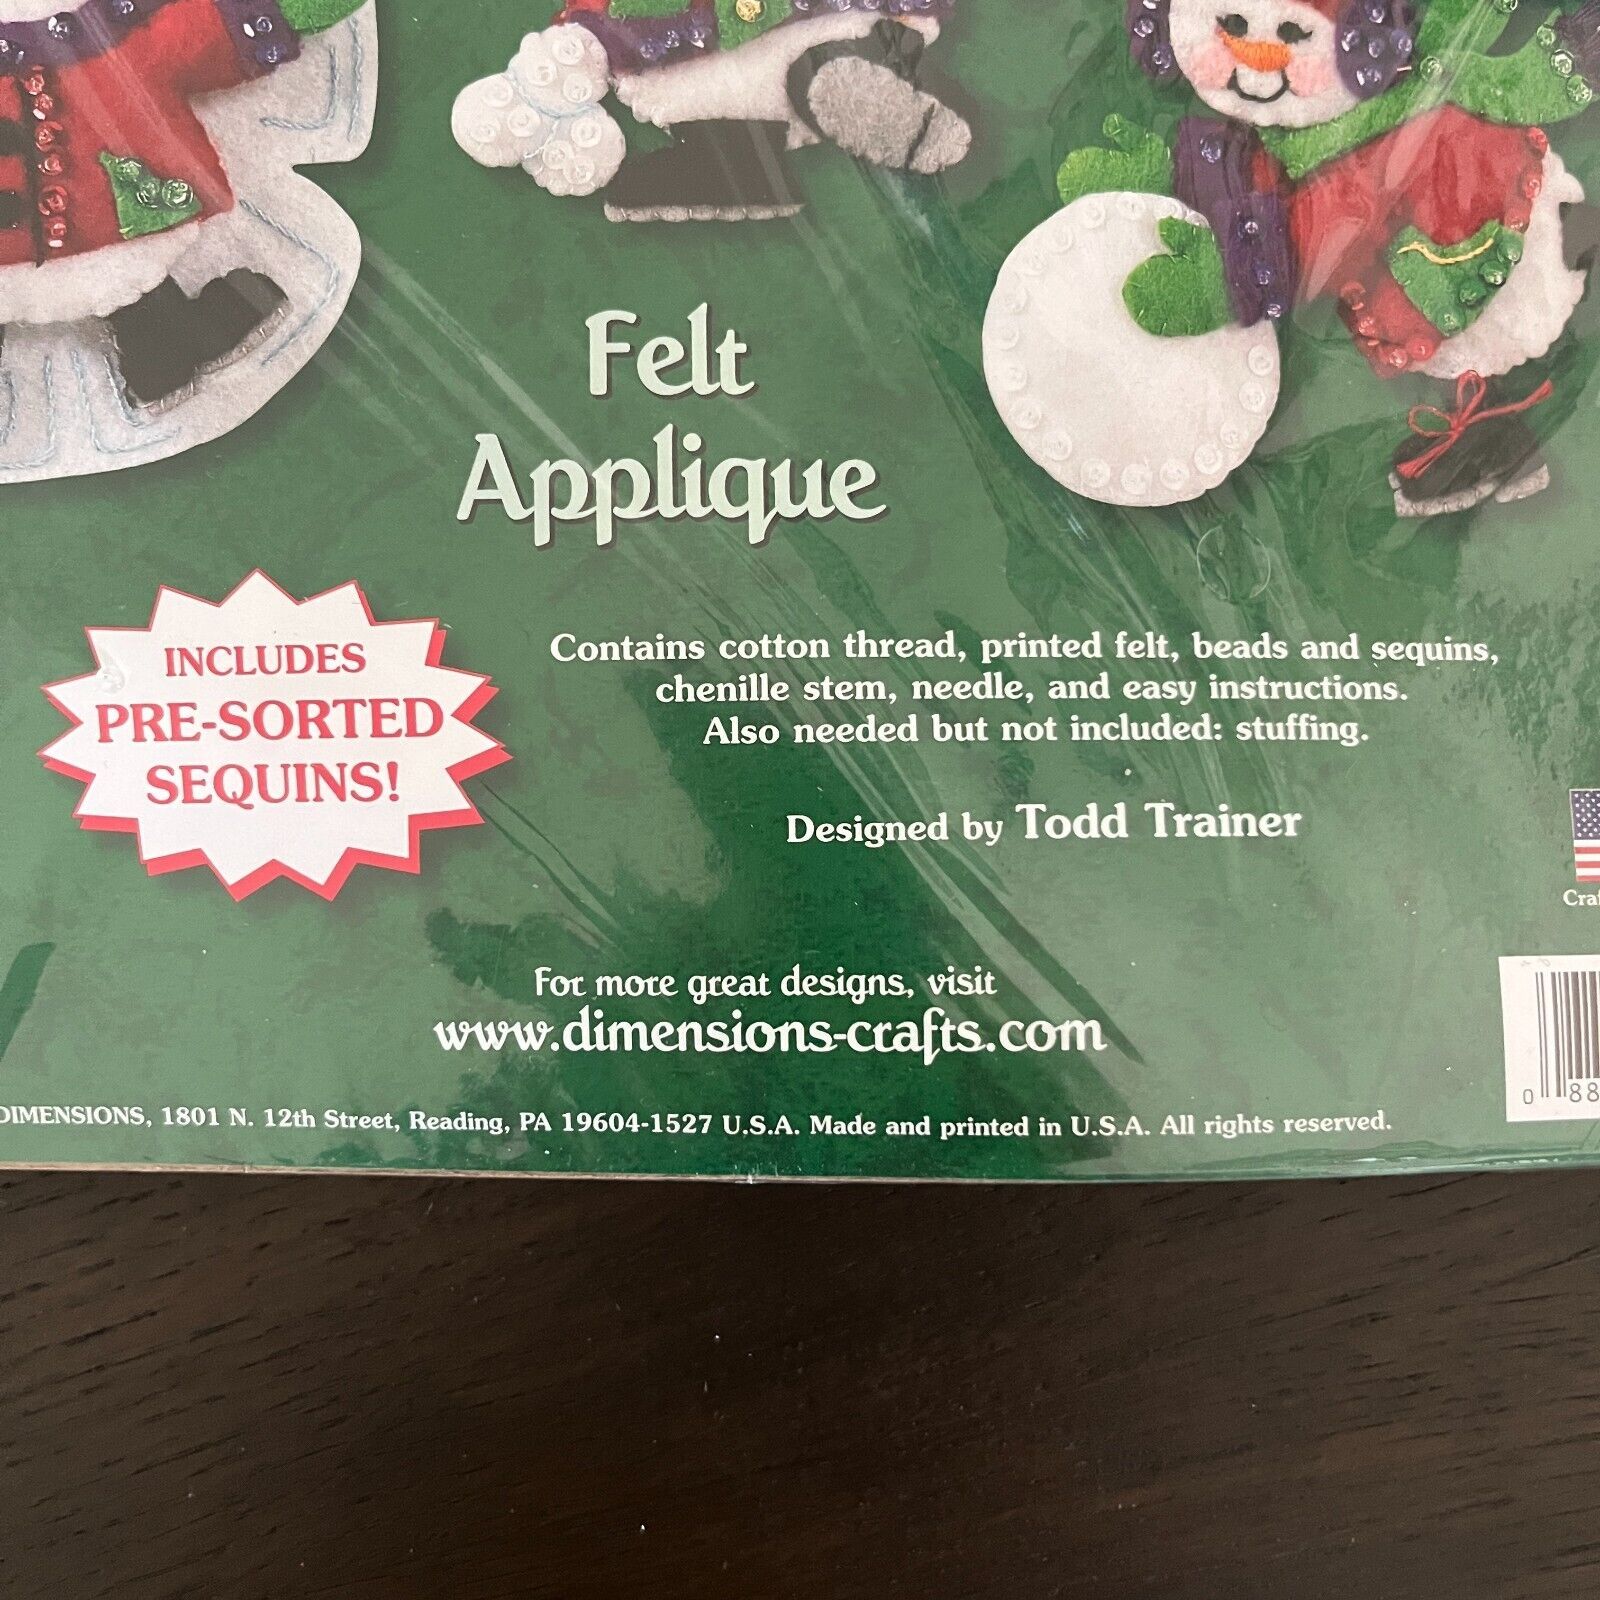 Felt
Applique
INCLUDES
PRE-SORTED
SEQUINS!
Contains cotton thread, printed felt, beads and sequins,
chenille stem, needle, and easy instructions.
Also needed but not included: stuffing.
Designed by Todd Trainer
For more great designs, visit
www.dimensions-crafts.com
DIMENSIONS, 1801 N. 12th Street, Reading, PA 19604-1527 U.S.A. Made and printed in U.S.A. All rights reserved.
0 88